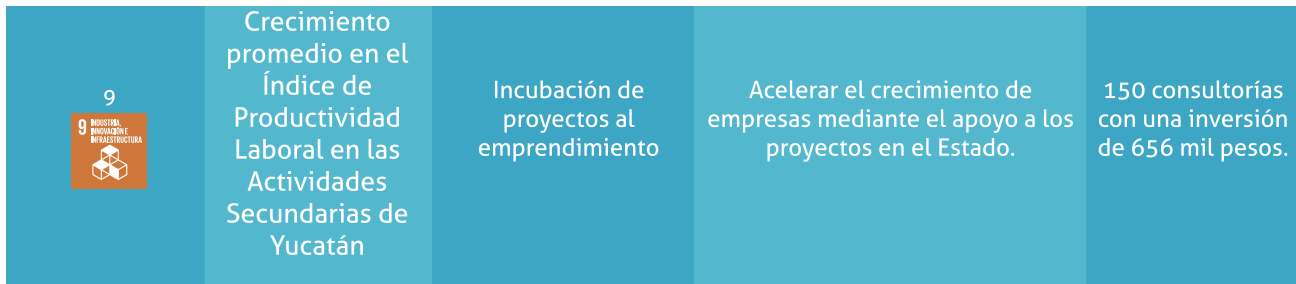 9
9 INDUSTRIA,
INNOVACIÓN E
INFRAESTRUCTURA
Crecimiento
promedio en el
Índice de
Productividad
Laboral en las
Actividades
Secundarias de
Yucatán
Incubación de
proyectos al
emprendimiento
Acelerar el crecimiento de
empresas mediante el apoyo a los
proyectos en el Estado.
150 consultorías
con una inversión
de 656 mil pesos.